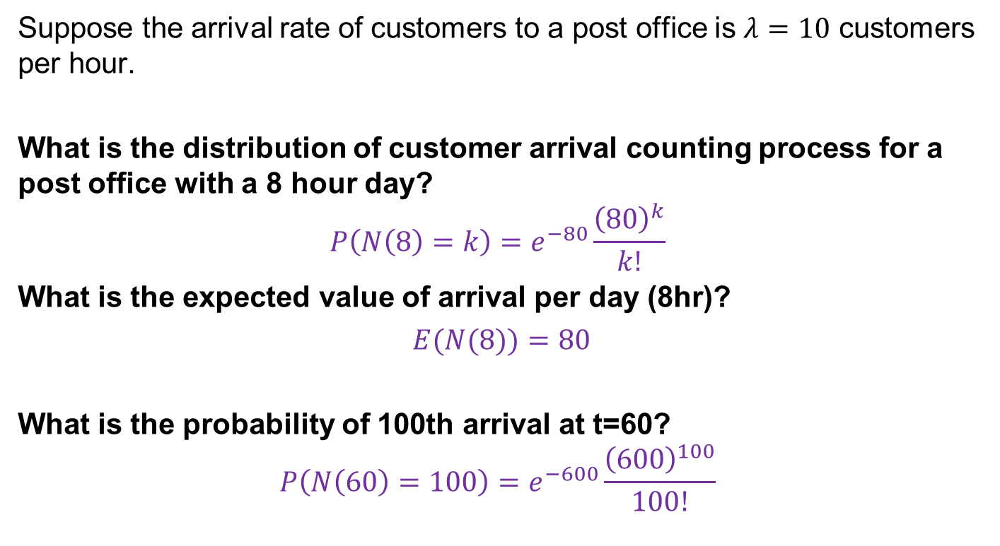 Suppose the arrival rate of customers to a post office is λ = 10 customers
per hour.
What is the distribution of customer arrival counting process for a
post office with a 8 hour day?
P(N(8) = k) = e^{-80} \frac{(80)^k}{k!}
What is the expected value of arrival per day (8hr)?
E(N(8)) = 80
What is the probability of 100th arrival at t=60?
P(N(60) = 100) = e^{-600} \frac{(600)^{100}}{100!}